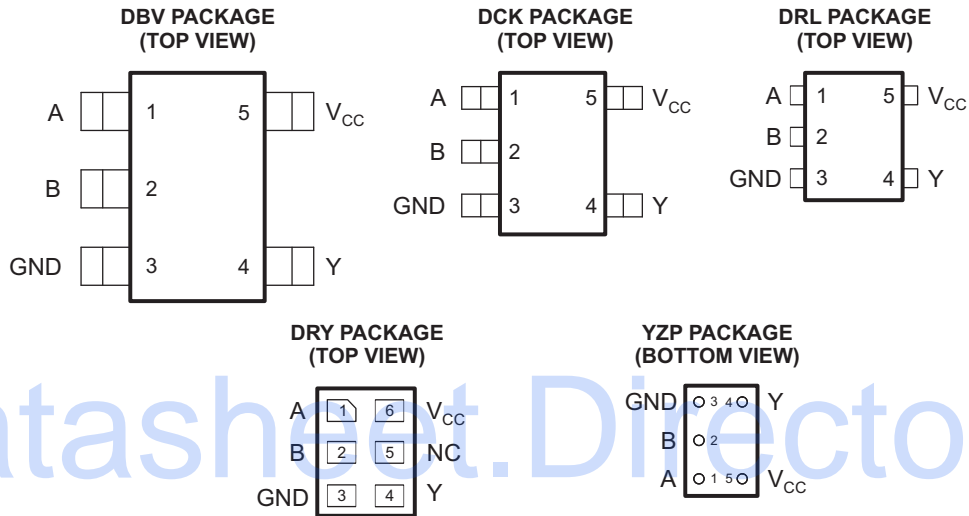 DBV PACKAGE
(TOP VIEW)
A 1 5 VCC
B 2
GND 3 4 Y
DCK PACKAGE
(TOP VIEW)
A 1 5 VCC
B 2
GND 3 4 Y
DRL PACKAGE
(TOP VIEW)
A 1 5 VCC
B 2
GND 3 4 Y
DRY PACKAGE
(TOP VIEW)
A 1 6 VCC
B 2 5 NC
GND 3 4 Y
YZP PACKAGE
(BOTTOM VIEW)
GND 3 4 Y
B 2
A 1 5 VCC
atasheet.Directo